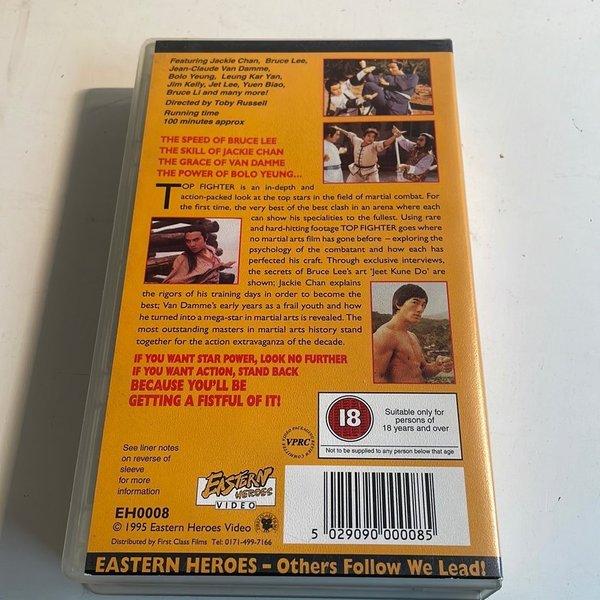 Featuring Jackie Chan, Bruce Lee,
Jean-Claude Van Damme,
Bolo Yeung, Leung Kar Yan,
Jim Kelly, Jet Lee, Yuen Biao,
Bruce Li and many more!
Directed by Toby Russell
Running time
100 minutes approx
THE SPEED OF BRUCE LEE
THE SKILL OF JACKIE CHAN
THE GRACE OF VAN DAMME
THE POWER OF BOLO YEUNG...
TOP FIGHTER is an in-depth and
action-packed look at the top stars in the field of martial combat. For
the first time, the very best of the best clash in an arena where each
can show his specialities to the fullest. Using rare
and hard-hitting footage TOP FIGHTER goes where
no martial arts film has gone before – exploring the
psychology of the combatant and how each has
perfected his craft. Through exclusive interviews,
the secrets of Bruce Lee's art 'Jeet Kune Do' are
shown; Jackie Chan explains
the rigors of his training days in order to become the
best; Van Damme's early years as a frail youth and how
he turned into a mega-star in martial arts is revealed. The
most outstanding masters in martial arts history stand
together for the action extravaganza of the decade.
IF YOU WANT STAR POWER, LOOK NO FURTHER
IF YOU WANT ACTION, STAND BACK
BECAUSE YOU'LL BE
GETTING A FISTFUL OF IT!
18
Suitable only for
persons of
18 years and over
Not to be supplied to any person below that age
VIDEO PACKAGING REVIEW COMMITTEE
VPRC
See liner notes
on reverse of
sleeve
for more
information
EASTERN
HEROES
VIDEO
EH0008
© 1995 Eastern Heroes Video
Distributed by First Class Films Tel: 0171-499-7166
5 029090 000085
EASTERN HEROES – Others Follow We Lead!